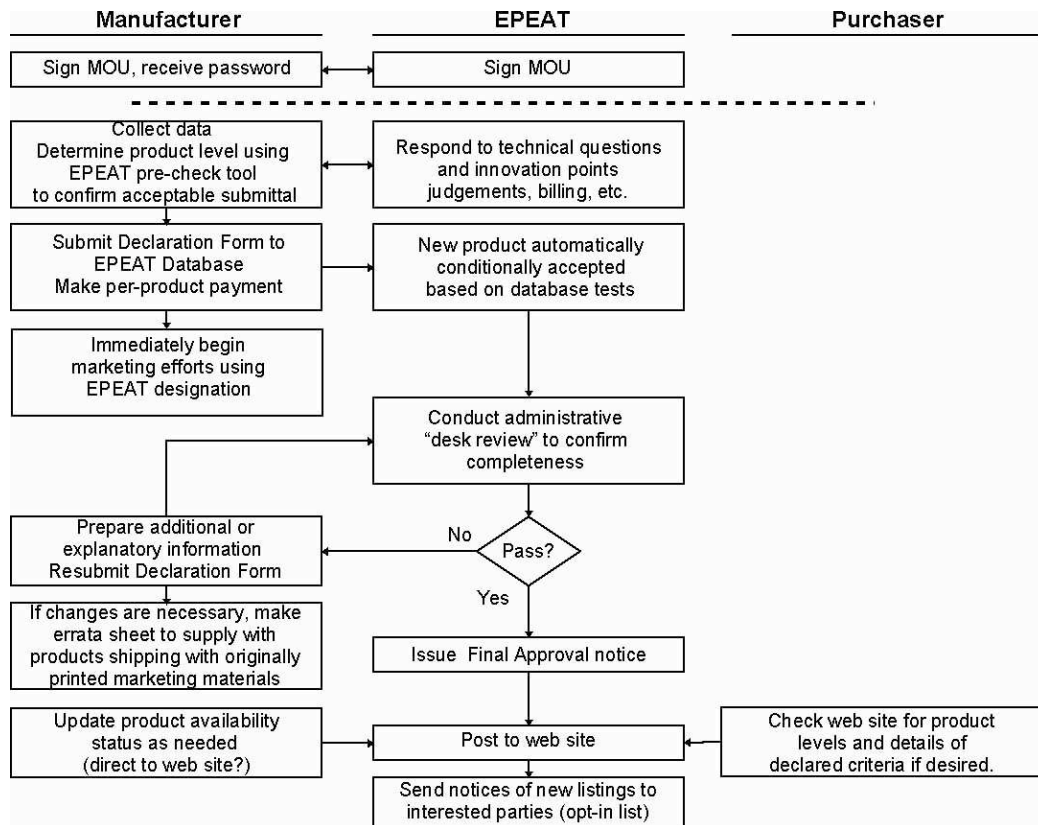 Manufacturer
EPEAT
Purchaser
Sign MOU, receive password
Sign MOU
Collect data
Determine product level using
EPEAT pre-check tool
to confirm acceptable submittal
Respond to technical questions
and innovation points
judgements, billing, etc.
Submit Declaration Form to
EPEAT Database
Make per-product payment
New product automatically
conditionally accepted
based on database tests
Immediately begin
marketing efforts using
EPEAT designation
Conduct administrative
“desk review” to confirm
completeness
Prepare additional or
explanatory information
Resubmit Declaration Form
No
Pass?
Yes
If changes are necessary, make
errata sheet to supply with
products shipping with originally
printed marketing materials
Issue Final Approval notice
Update product availability
status as needed
(direct to web site?)
Post to web site
Check web site for product
levels and details of
declared criteria if desired.
Send notices of new listings to
interested parties (opt-in list)